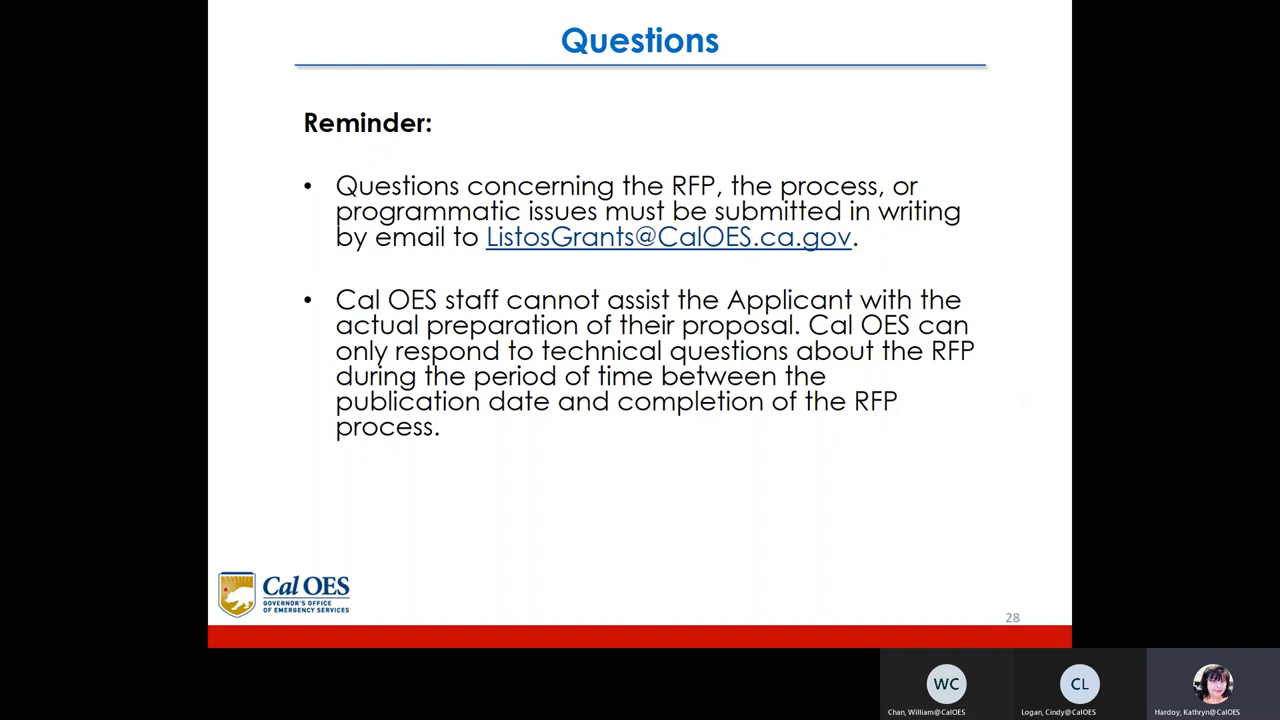 Questions
Reminder:
• Questions concerning the RFP, the process, or
programmatic issues must be submitted in writing
by email to ListosGrants@CalOES.ca.gov.
• Cal OES staff cannot assist the Applicant with the
actual preparation of their proposal. Cal OES can
only respond to technical questions about the RFP
during the period of time between the
publication date and completion of the RFP
process.
Cal OES
GOVERNOR'S OFFICE
OF EMERGENCY SERVICES
28
WC
CL
Chan, William@CalOES
Logan, Cindy@CalOES
Hardoy, Kathryn@CalOES